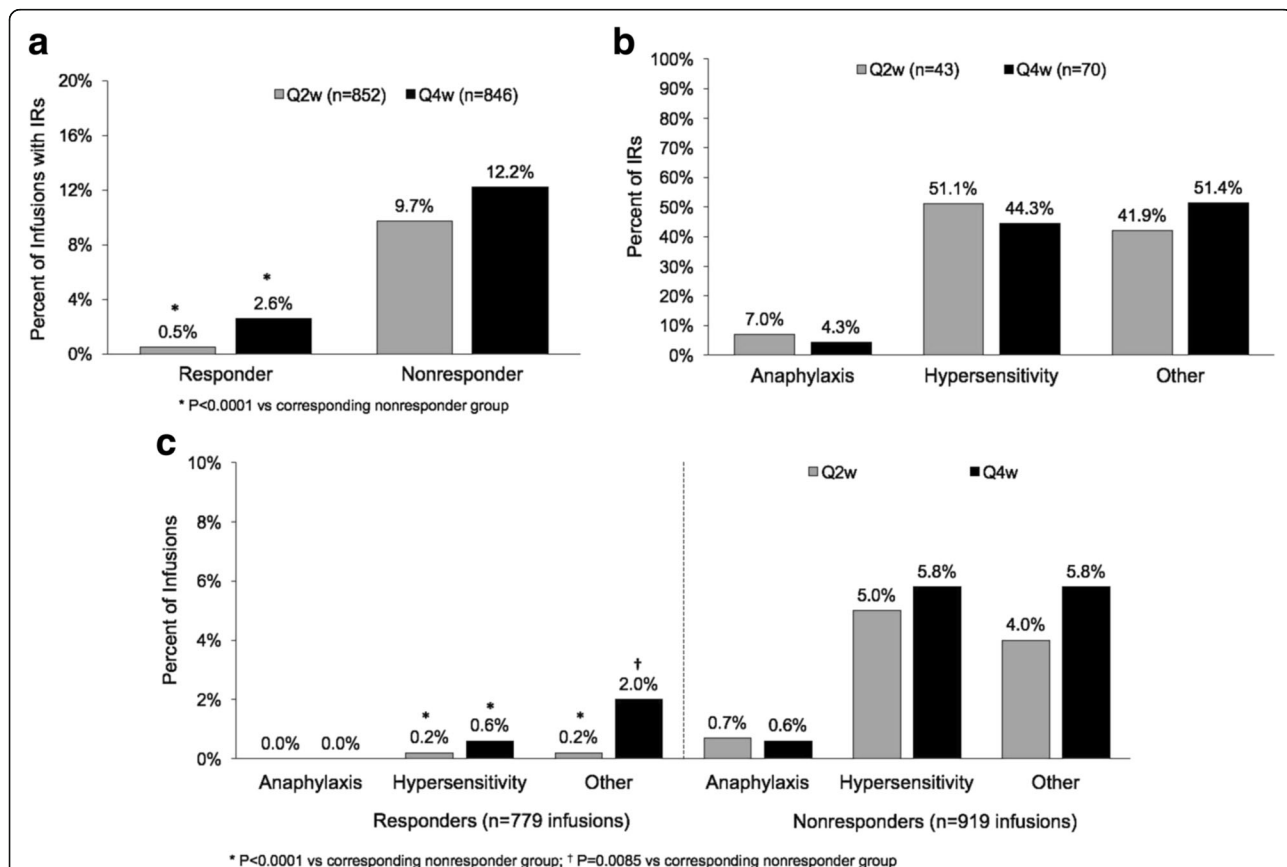 a
20%
16%
12%
8%
4%
0%
Percent of Infusions with IRs
Q2w (n=852) Q4w (n=846)
0.5%
*
2.6%
*
9.7%
12.2%
Responder Nonresponder
* P<0.0001 vs corresponding nonresponder group
b
100%
90%
80%
70%
60%
50%
40%
30%
20%
10%
0%
Percent of IRs
Q2w (n=43) Q4w (n=70)
7.0% 4.3%
51.1% 44.3%
41.9% 51.4%
Anaphylaxis Hypersensitivity Other
c
10%
8%
6%
4%
2%
0%
Percent of Infusions
Q2w Q4w
0.0% 0.0%
*
0.2%
*
0.6%
*
0.2%
†
2.0%
0.7% 0.6%
5.0% 5.8%
4.0% 5.8%
Anaphylaxis Hypersensitivity Other Anaphylaxis Hypersensitivity Other
Responders (n=779 infusions) Nonresponders (n=919 infusions)
* P<0.0001 vs corresponding nonresponder group; † P=0.0085 vs corresponding nonresponder group